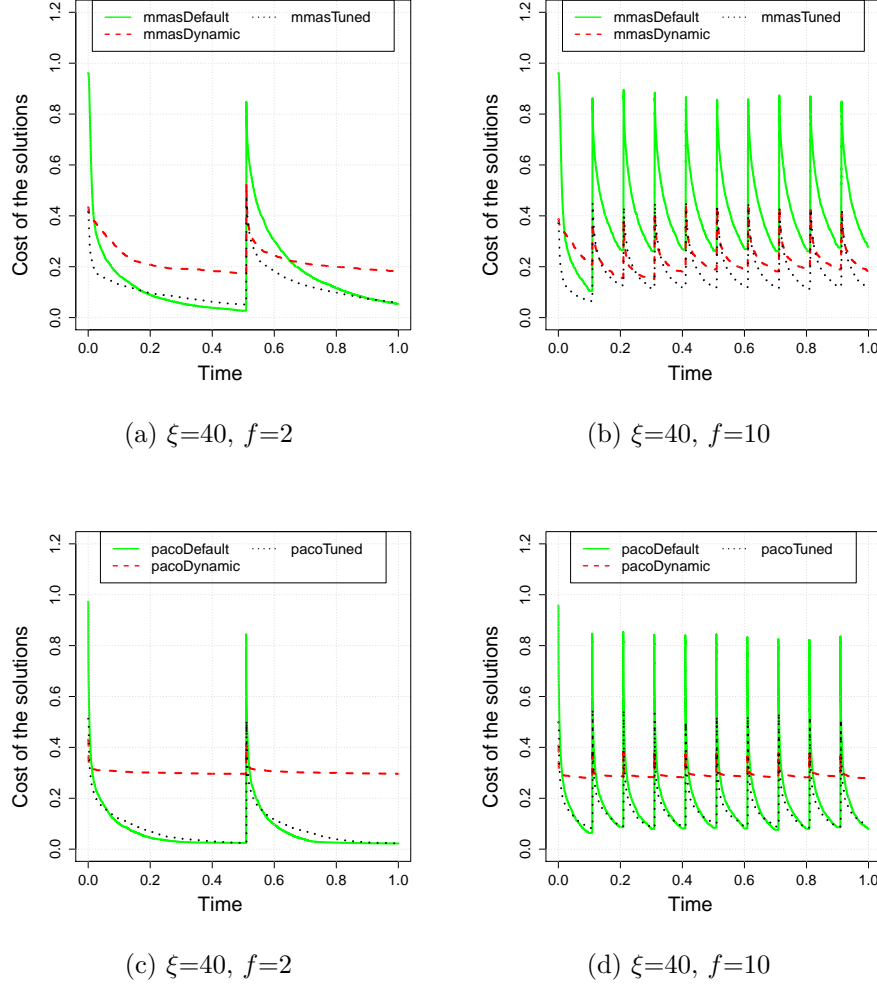 mmasDefault
mmasDynamic
mmasTuned
Cost of the solutions
0.0 0.2 0.4 0.6 0.8 1.0 1.2
0.0 0.2 0.4 0.6 0.8 1.0
Time
(a) ξ=40, f=2
mmasDefault
mmasDynamic
mmasTuned
Cost of the solutions
0.0 0.2 0.4 0.6 0.8 1.0 1.2
0.0 0.2 0.4 0.6 0.8 1.0
Time
(b) ξ=40, f=10
pacoDefault
pacoDynamic
pacoTuned
Cost of the solutions
0.0 0.2 0.4 0.6 0.8 1.0 1.2
0.0 0.2 0.4 0.6 0.8 1.0
Time
(c) ξ=40, f=2
pacoDefault
pacoDynamic
pacoTuned
Cost of the solutions
0.0 0.2 0.4 0.6 0.8 1.0 1.2
0.0 0.2 0.4 0.6 0.8 1.0
Time
(d) ξ=40, f=10